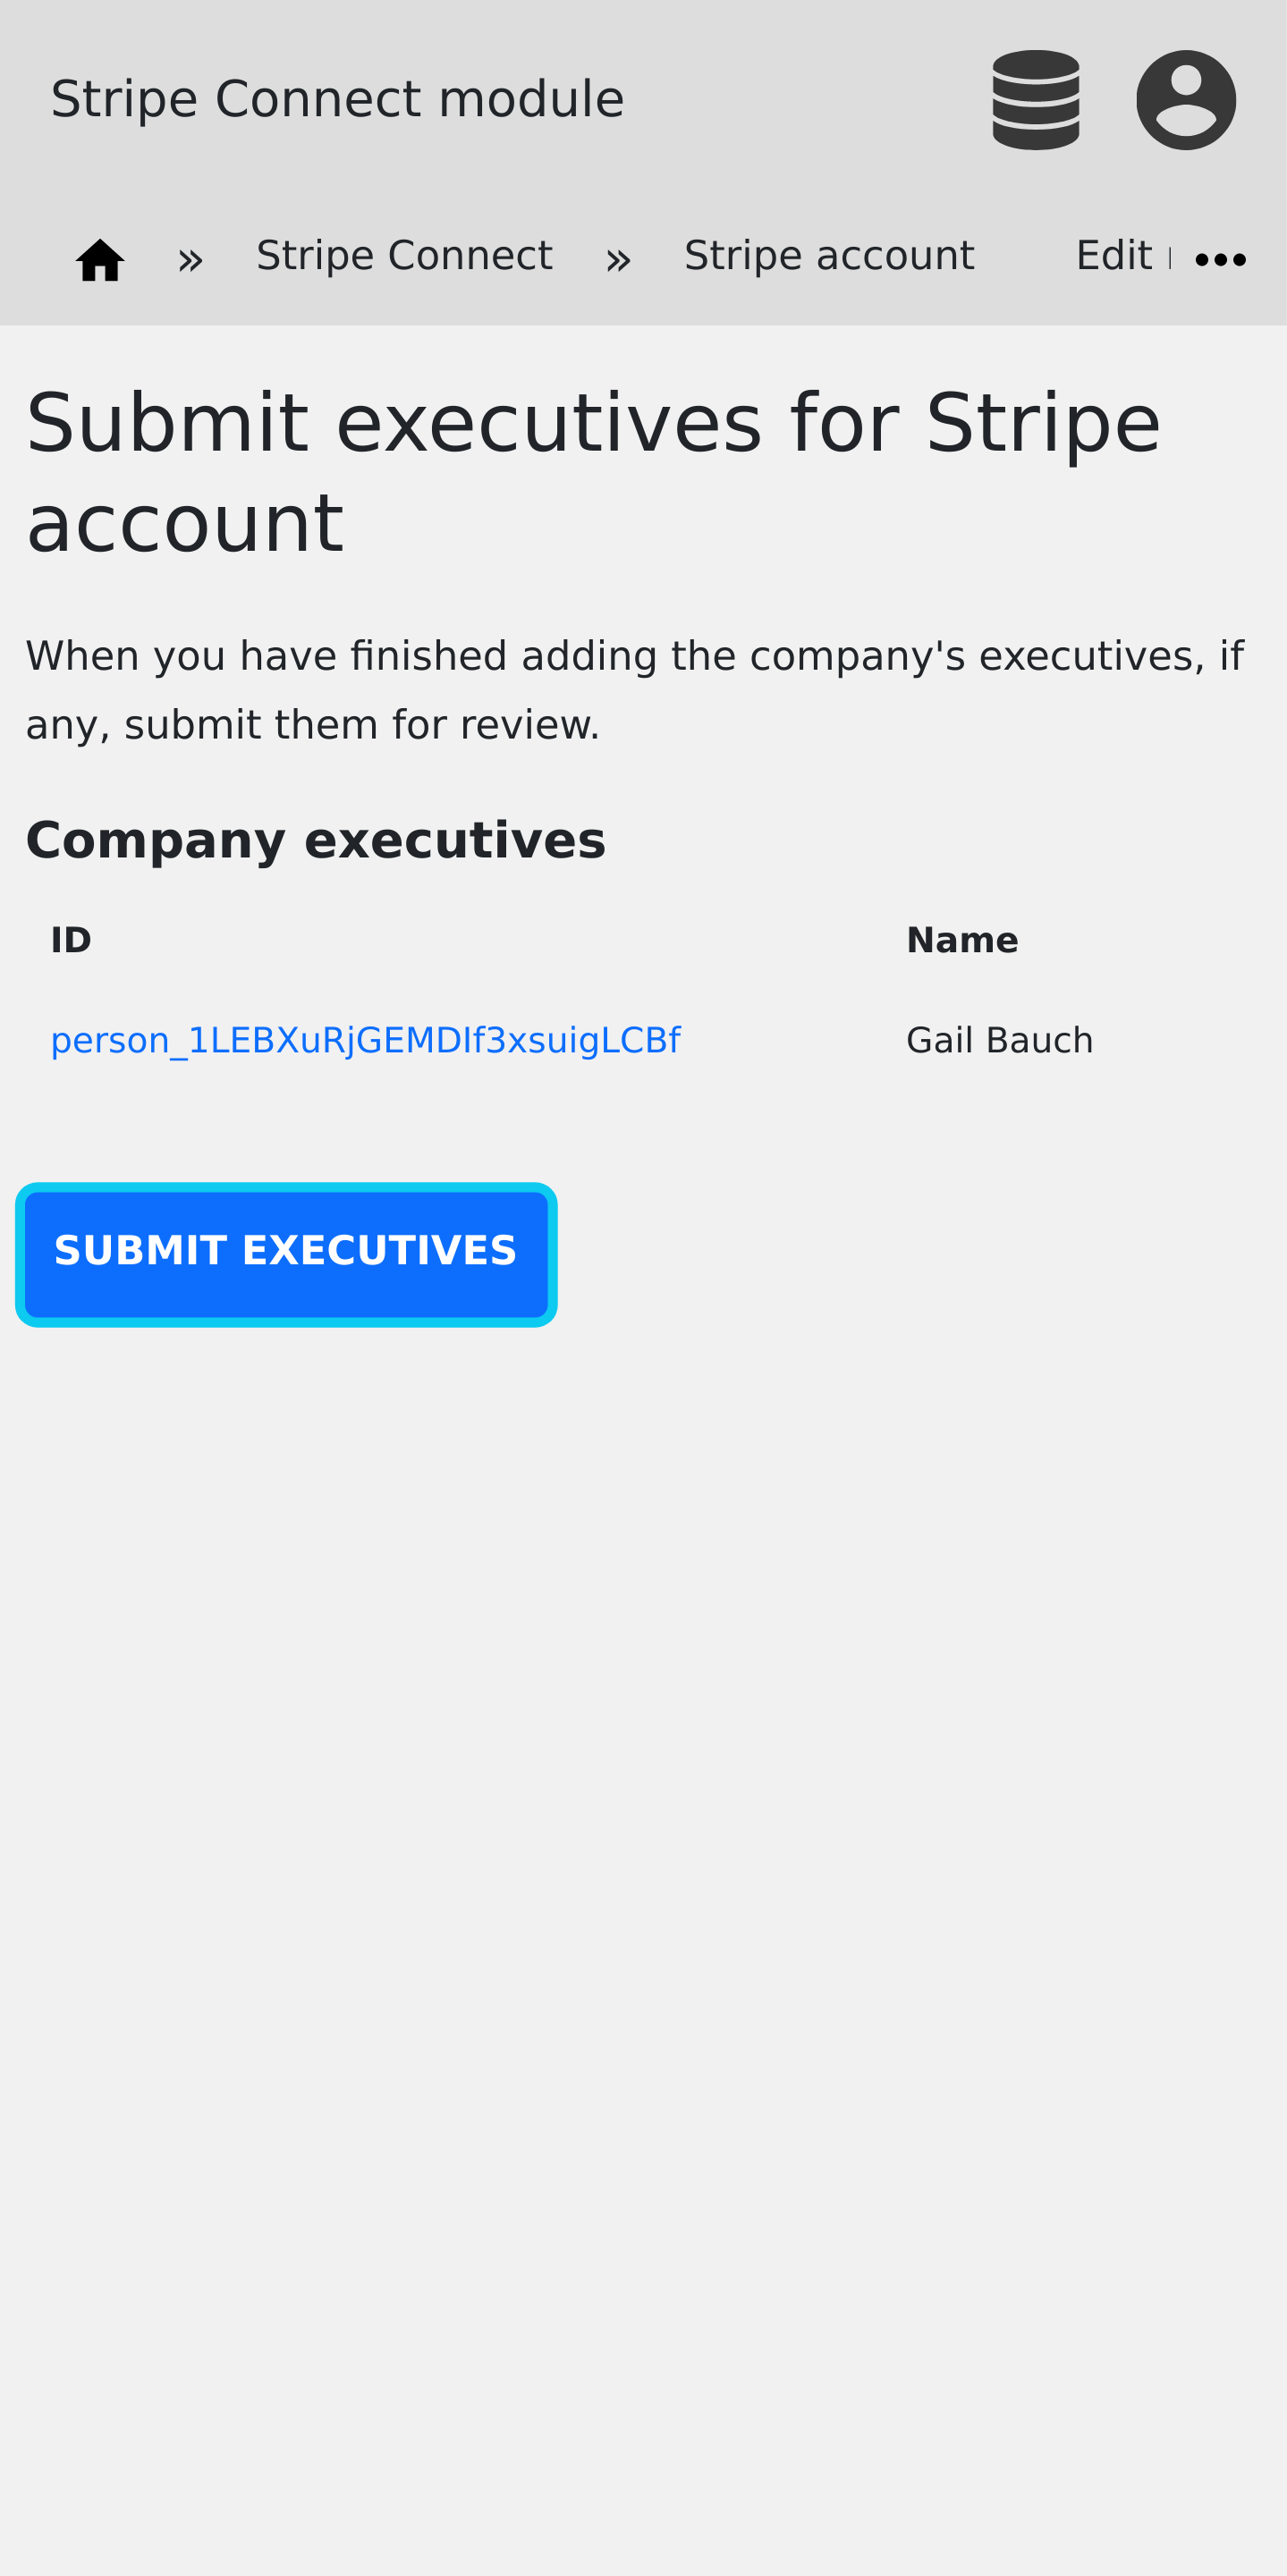 Stripe Connect module
» Stripe Connect » Stripe account Edit
Submit executives for Stripe
account
When you have finished adding the company's executives, if
any, submit them for review.
Company executives
ID Name
person_1LEBXuRjGEMDIf3xsuigLCBf Gail Bauch
SUBMIT EXECUTIVES